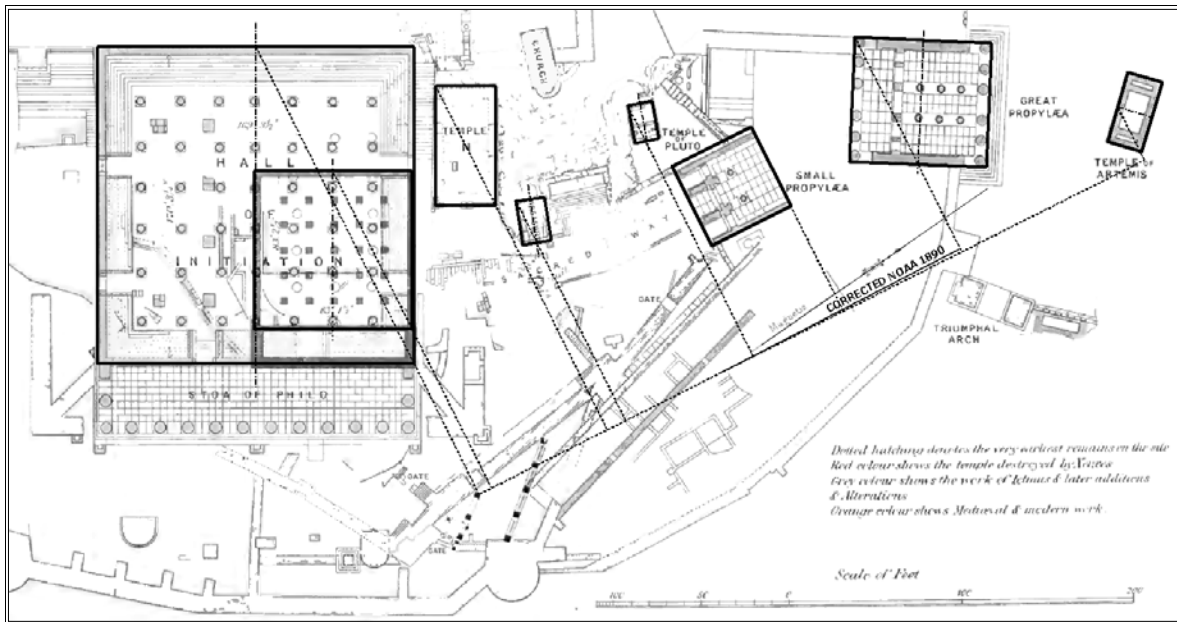 CHURCH
TEMPLE
TEMPLE
OF
PLUTO
GREAT
PROPYLÆA
TEMPLE OF
ARTEMIS
SMALL
PROPYLÆA
HALL
OF
INITIATION
SACRED WAY
GATE
CORRECTED NOAA 1890
Magnetic
TRIUMPHAL
ARCH
STOA OF PHILO
GATE
GATE
Dotted hatching denotes the very earliest remains on the site
Red colour shows the temple destroyed by Xerxes
Grey colour shows the work of Ictinus & later additions
& Alterations
Orange colour shows Mediæval & modern work.
Scale of Feet
100 50 0 100 200